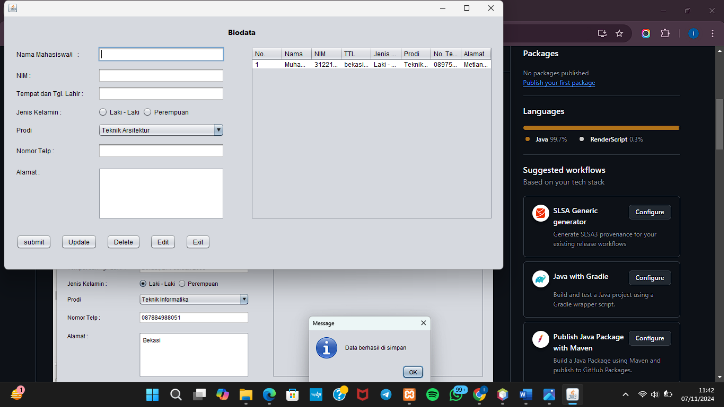 Biodata
Nama Mahasiswa/i :
NIM :
Tempat dan Tgl. Lahir :
Jenis Kelamin : Laki - Laki Perempuan
Prodi Teknik Arsitektur
Nomor Telp :
Alamat
submit Update Delete Edit Exit
No. Nama NIM TTL Jenis ... Prodi No. Te... Alamat
1 Muha... 31221... bekasi... Laki - ... Teknik... 08975... Metlan...
Jenis Kelamin : Laki - Laki Perempuan
Prodi Teknik Informatika
Nomor Telp : 087884988051
Alamat : Bekasi
Message
Data berhasil di simpan
OK
Packages
No packages published
Publish your first package
Languages
Java 99.7% RenderScript 0.3%
Suggested workflows
Based on your tech stack
SLSA Generic generator Configure
Generate SLSA3 provenance for your
existing release workflows
Java with Gradle Configure
Build and test a Java project using a
Gradle wrapper script.
Publish Java Package with Maven Configure
Build a Java Package using Maven and
publish to GitHub Packages.
1
99+
11:42
07/11/2024